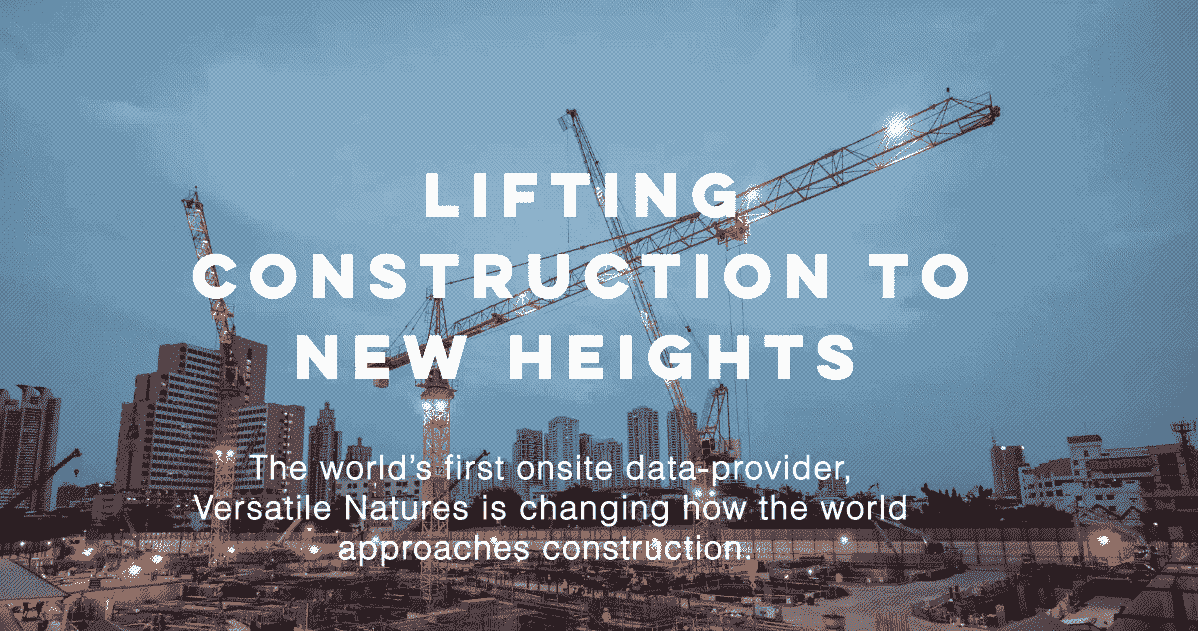 LIFTING
CONSTRUCTION TO
NEW HEIGHTS
The world's first onsite data-provider,
Versatile Natures is changing how the world
approaches construction.